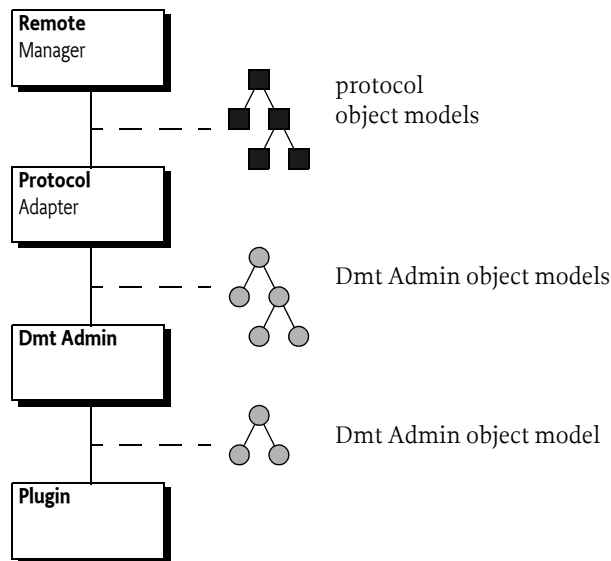 Remote
Manager
protocol
object models
Protocol
Adapter
Dmt Admin object models
Dmt Admin
Dmt Admin object model
Plugin